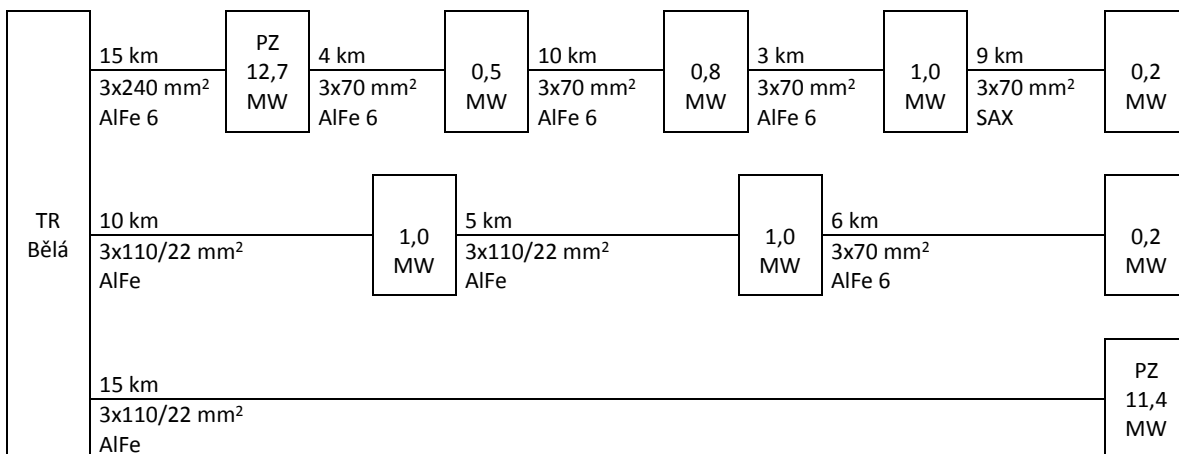 15 km
3x240 mm²
AlFe 6
PZ
12,7
MW
4 km
3x70 mm²
AlFe 6
0,5
MW
10 km
3x70 mm²
AlFe 6
0,8
MW
3 km
3x70 mm²
AlFe 6
1,0
MW
9 km
3x70 mm²
SAX
0,2
MW
TR
Bělá
10 km
3x110/22 mm²
AlFe
1,0
MW
5 km
3x110/22 mm²
AlFe
1,0
MW
6 km
3x70 mm²
AlFe 6
0,2
MW
15 km
3x110/22 mm²
AlFe
PZ
11,4
MW